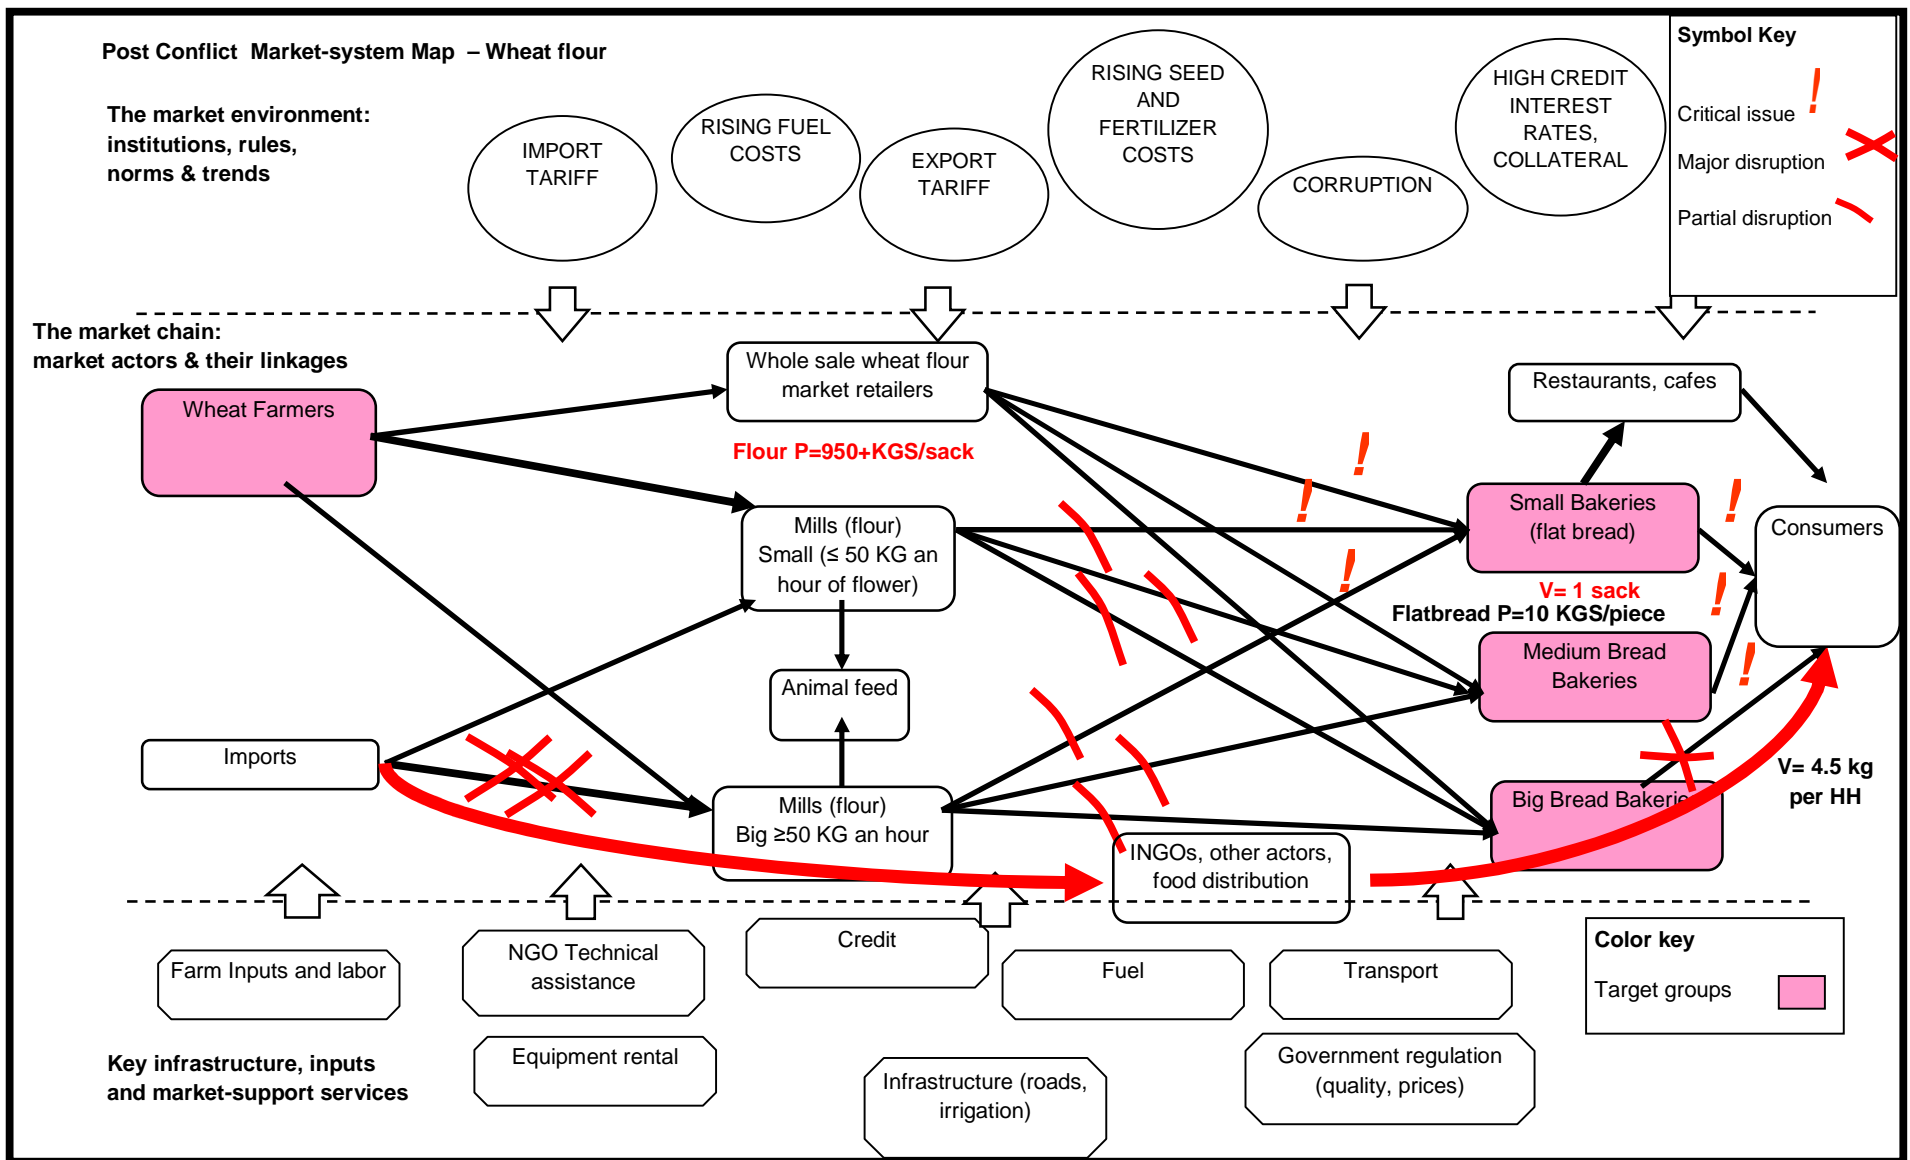 Post Conflict Market-system Map – Wheat flour
The market environment:
institutions, rules,
norms & trends
IMPORT
TARIFF
RISING FUEL
COSTS
EXPORT
TARIFF
RISING SEED
AND
FERTILIZER
COSTS
CORRUPTION
HIGH CREDIT
INTEREST
RATES,
COLLATERAL
Symbol Key
Critical issue
Major disruption
Partial disruption
The market chain:
market actors & their linkages
Wheat Farmers
Whole sale wheat flour
market retailers
Flour P=950+KGS/sack
Restaurants, cafes
Mills (flour)
Small (≤ 50 KG an
hour of flower)
Small Bakeries
(flat bread)
Consumers
V= 1 sack
Flatbread P=10 KGS/piece
Animal feed
Medium Bread
Bakeries
Imports
Mills (flour)
Big ≥50 KG an hour
Big Bread Bakerie
V= 4.5 kg
per HH
INGOs, other actors,
food distribution
Farm Inputs and labor
NGO Technical
assistance
Credit
Fuel
Transport
Color key
Target groups
Key infrastructure, inputs
and market-support services
Equipment rental
Infrastructure (roads,
irrigation)
Government regulation
(quality, prices)